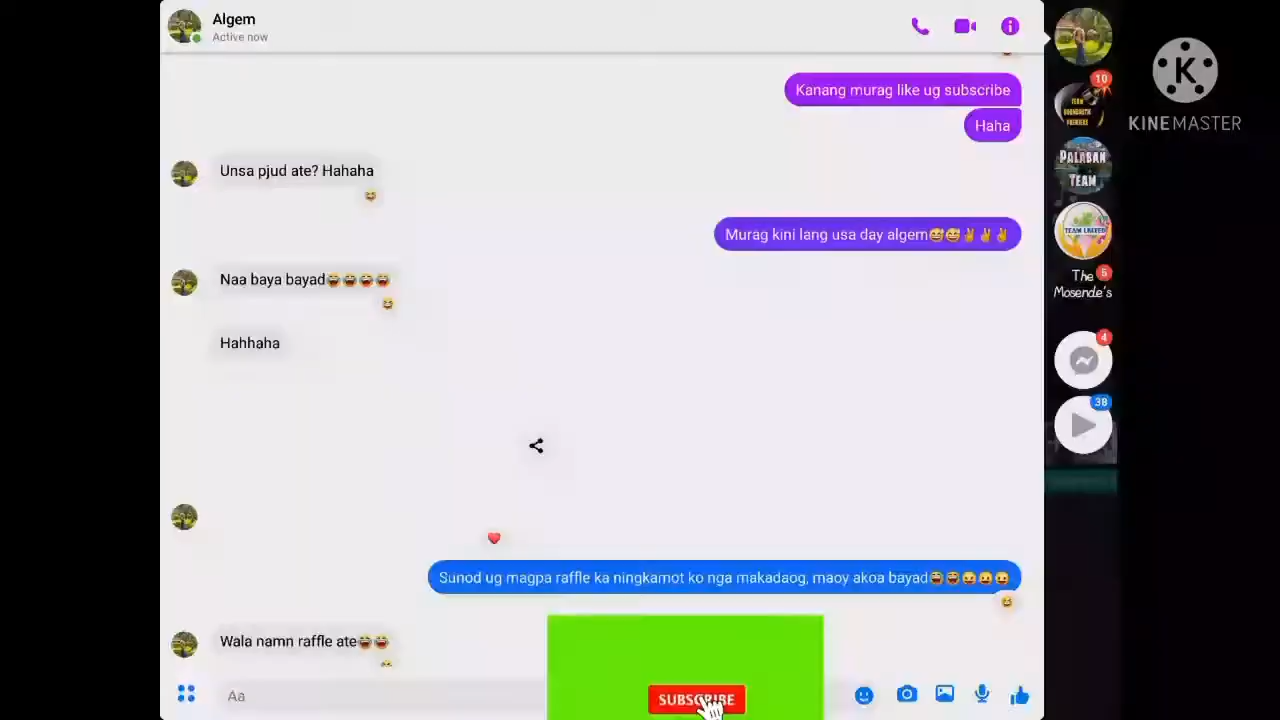 Algem
Active now
Kanang murag like ug subscribe
Haha
Unsa pjud ate? Hahaha
Murag kini lang usa day algem😅😅✌✌✌
Naa baya bayad😂😂😂😂
Hahhaha
Sunod ug magpa raffle ka ningkamot ko nga makadaog, maoy akoa bayad😂😂😜😜😜
Wala namn raffle ate😂😂
Aa
SUBSCRIBE
10
PALABAN
TEAM
TEAM UNITED
The
5
Mosende's
4
38
K
KINEMASTER